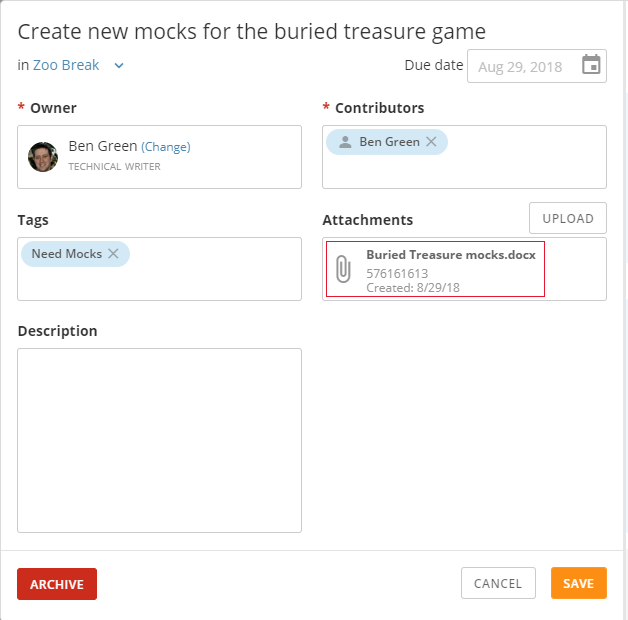 Create new mocks for the buried treasure game
in Zoo Break
Due date Aug 29, 2018
* Owner
* Contributors
Ben Green (Change)
TECHNICAL WRITER
Ben Green
Tags
Attachments
UPLOAD
Need Mocks
Buried Treasure mocks.docx
576161613
Created: 8/29/18
Description
ARCHIVE
CANCEL
SAVE